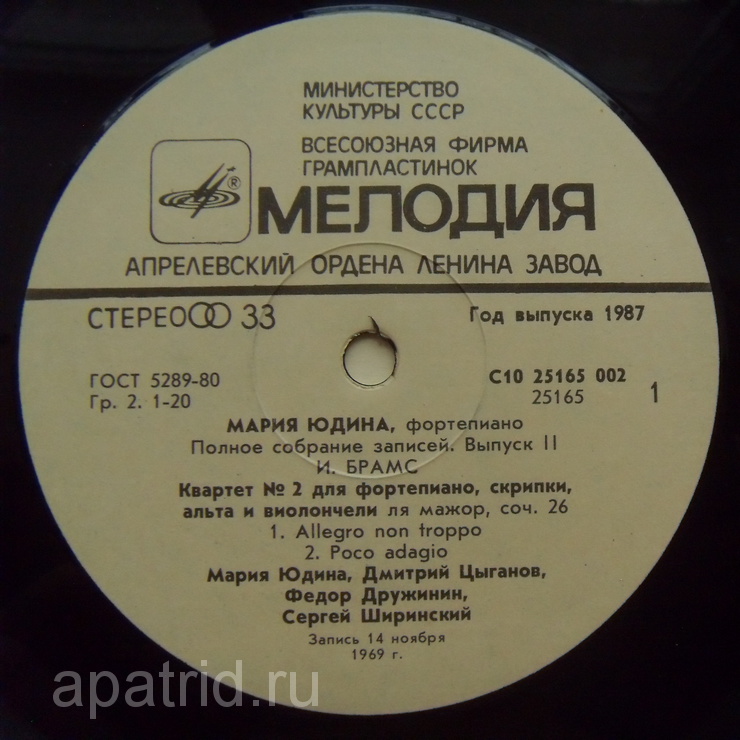 МИНИСТЕРСТВО
КУЛЬТУРЫ СССР
ВСЕСОЮЗНАЯ ФИРМА
ГРАМПЛАСТИНОК
®
МЕЛОДИЯ
АПРЕЛЕВСКИЙ ОРДЕНА ЛЕНИНА ЗАВОД
СТЕРЕО 33
Год выпуска 1987
ГОСТ 5289-80
Гр. 2. 1-20
С10 25165 002
25165
1
МАРИЯ ЮДИНА, фортепиано
Полное собрание записей. Выпуск II
И. БРАМС
Квартет № 2 для фортепиано, скрипки,
альта и виолончели ля мажор, соч. 26
1. Allegro non troppo
2. Poco adagio
Мария Юдина, Дмитрий Цыганов,
Федор Дружинин,
Сергей Ширинский
Запись 14 ноября
1969 г.
apatrid.ru